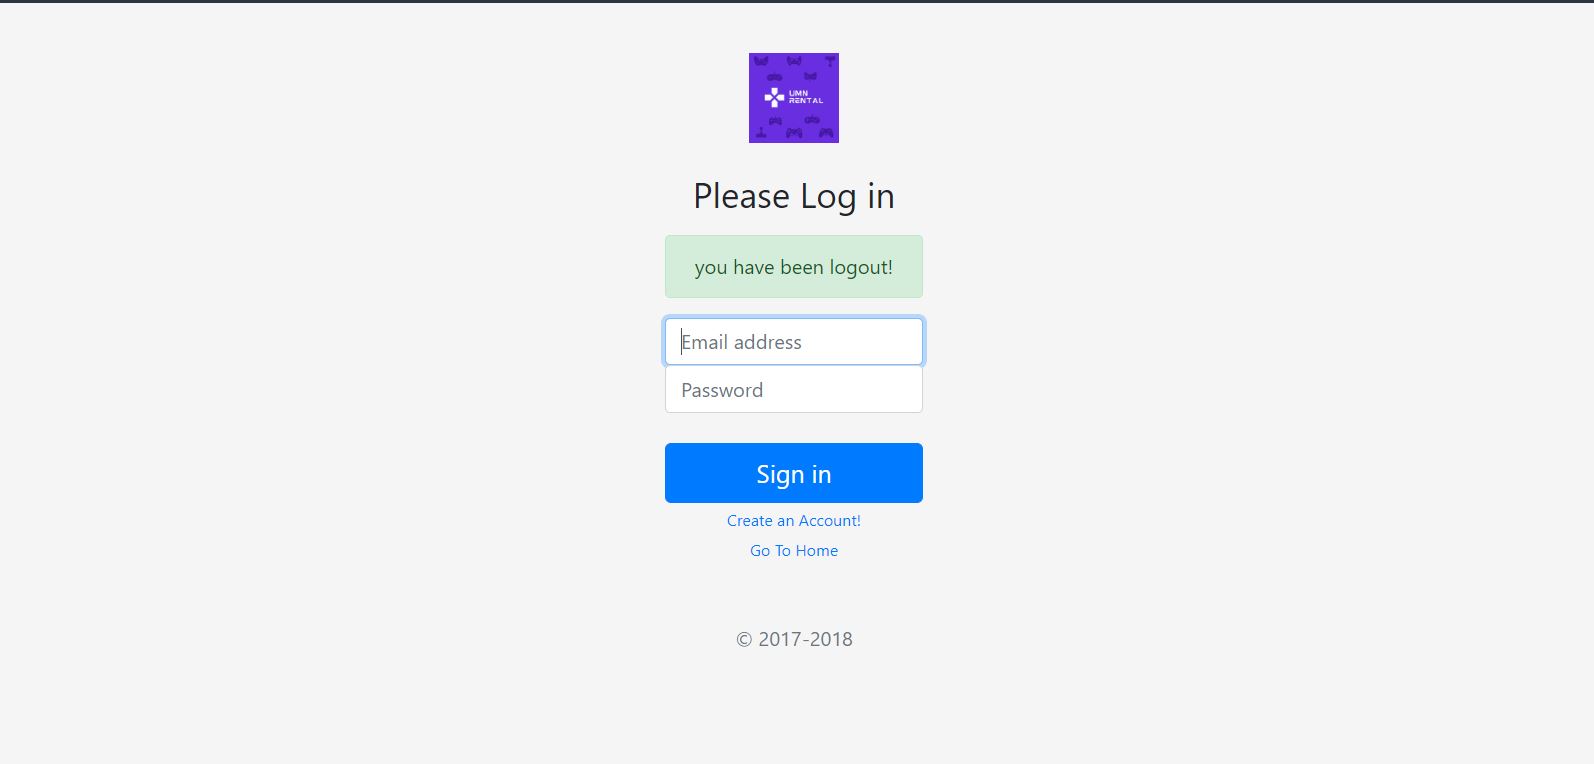 UMN
RENTAL
Please Log in
you have been logout!
Email address
Password
Sign in
Create an Account!
Go To Home
© 2017-2018